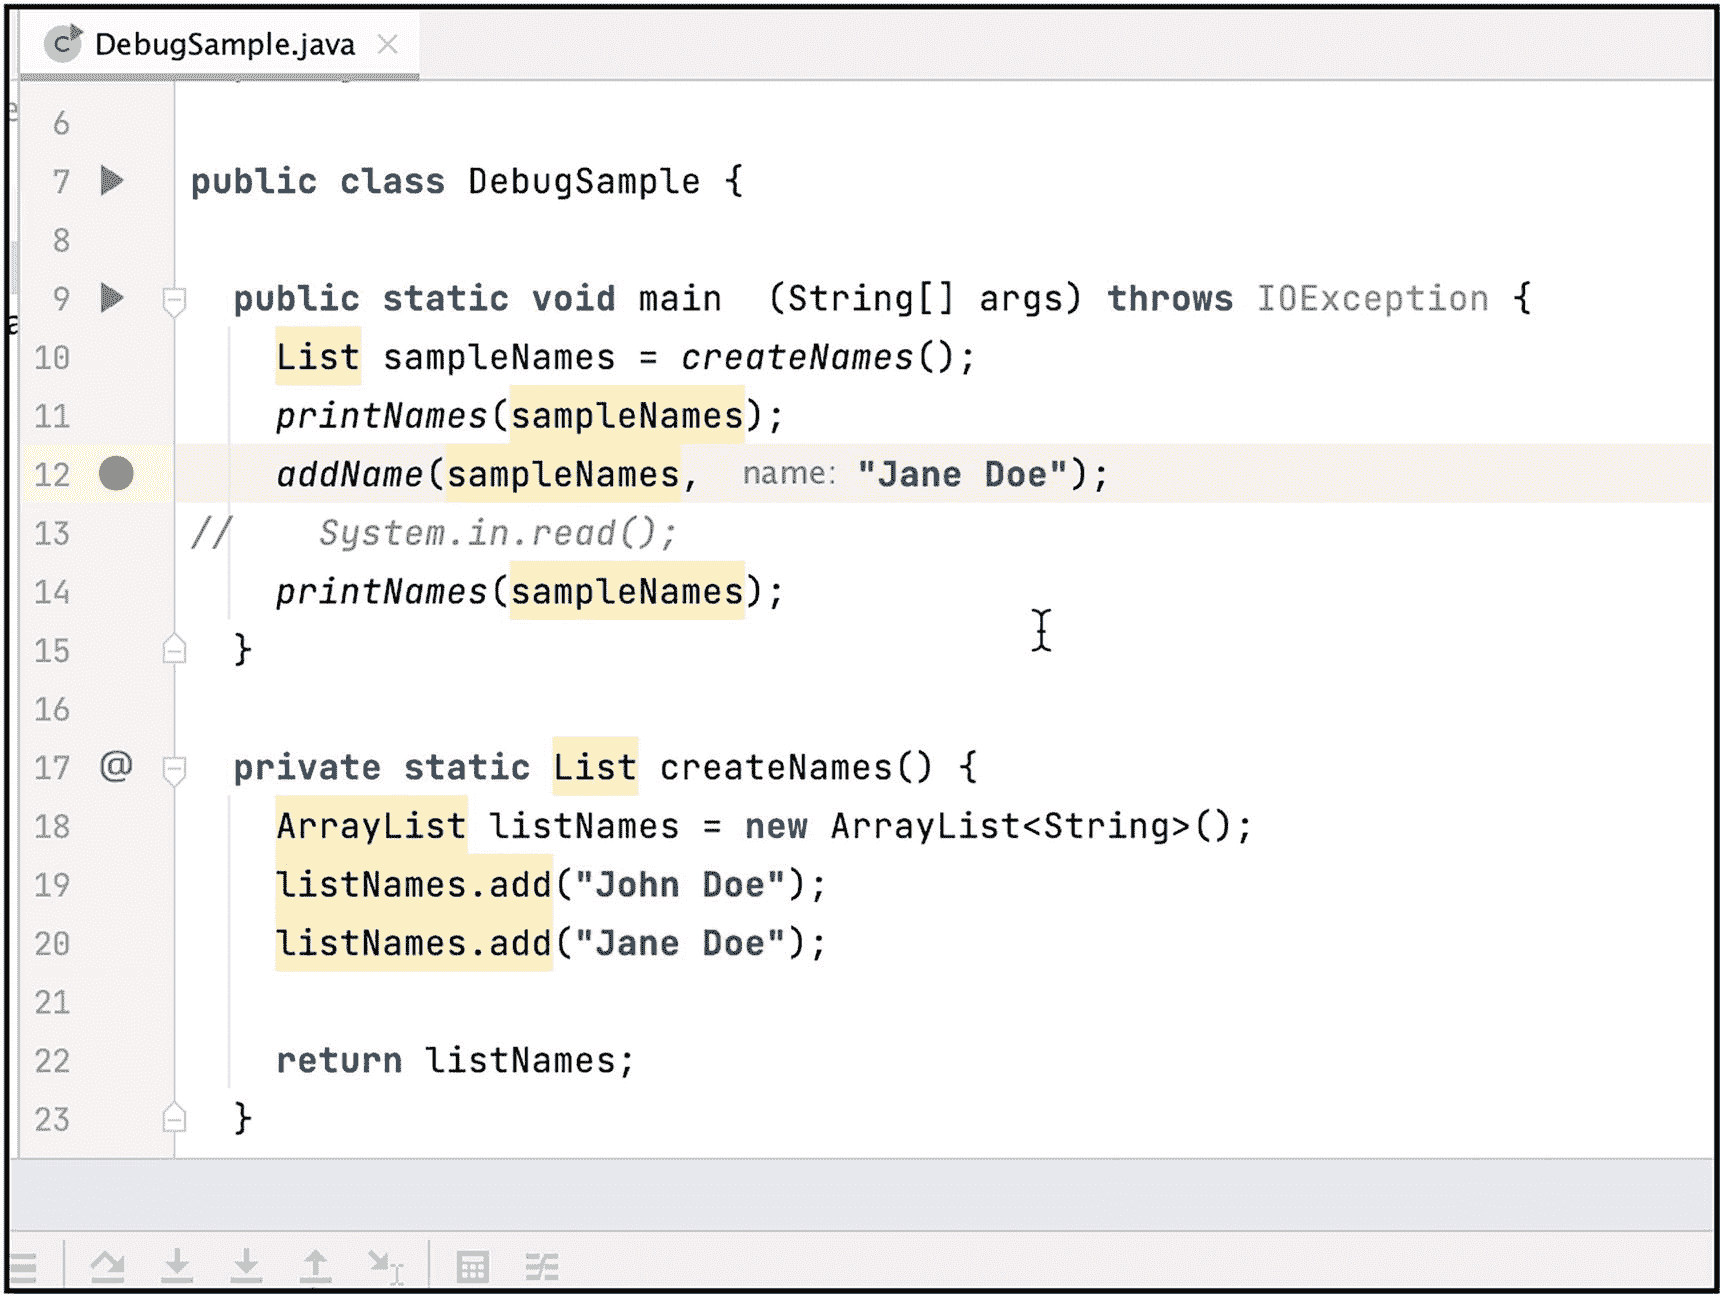 DebugSample.java
6
7 public class DebugSample {
8
9 public static void main (String[] args) throws IOException {
10 List sampleNames = createNames();
11 printNames(sampleNames);
12 addName(sampleNames, name: "Jane Doe");
13 // System.in.read();
14 printNames(sampleNames);
15 }
16
17 @ private static List createNames() {
18 ArrayList listNames = new ArrayList<String>();
19 listNames.add("John Doe");
20 listNames.add("Jane Doe");
21
22 return listNames;
23 }